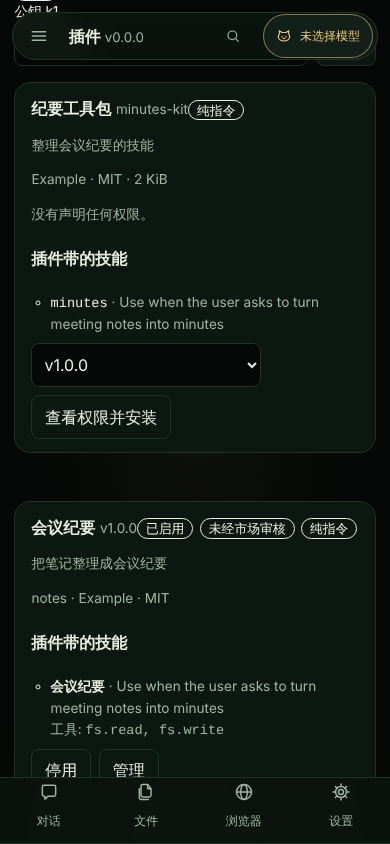 公钥 k1
插件 v0.0.0
未选择模型
纪要工具包 minutes-kit 纯指令
整理会议纪要的技能
Example · MIT · 2 KiB
没有声明任何权限。
插件带的技能
minutes · Use when the user asks to turn
meeting notes into minutes
v1.0.0
查看权限并安装
会议纪要 v1.0.0 已启用 未经市场审核 纯指令
把笔记整理成会议纪要
notes · Example · MIT
插件带的技能
会议纪要 · Use when the user asks to turn
meeting notes into minutes
工具: fs.read, fs.write
停用 管理
对话 文件 浏览器 设置